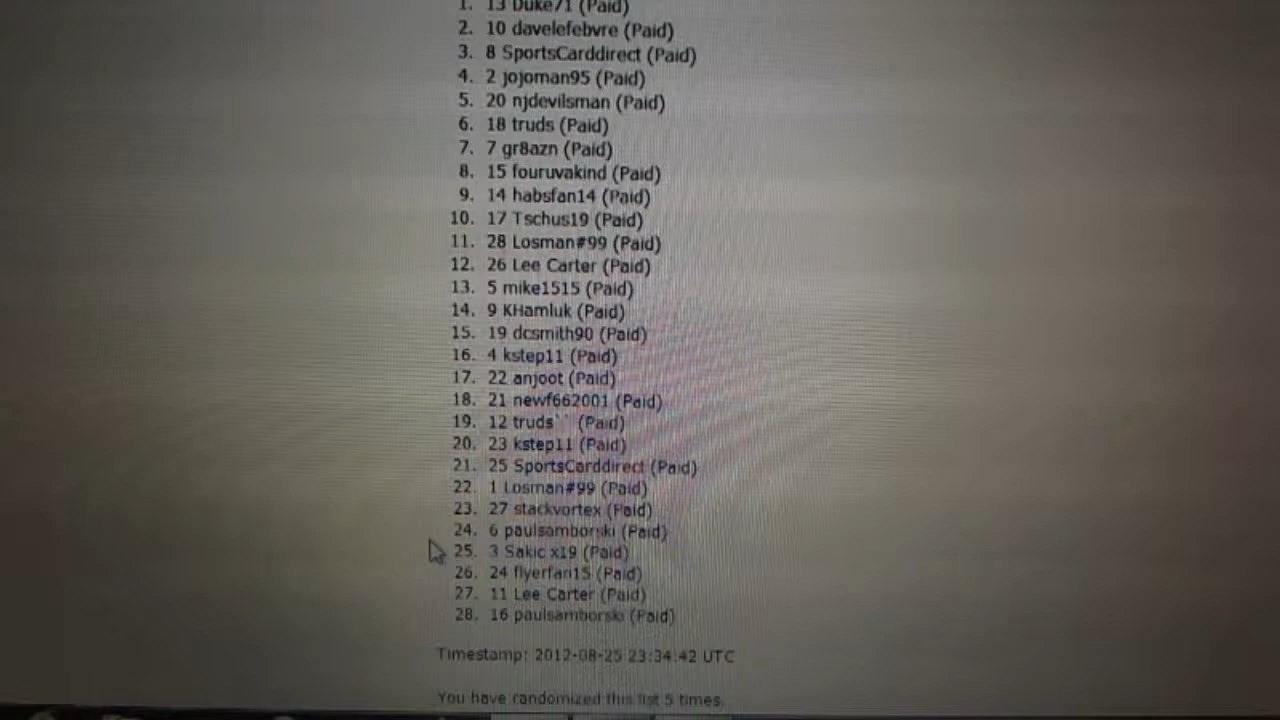 1. 13 Duke71 (Paid)
2. 10 davelefebvre (Paid)
3. 8 SportsCarddirect (Paid)
4. 2 jojoman95 (Paid)
5. 20 njdevilsman (Paid)
6. 18 truds (Paid)
7. 7 gr8azn (Paid)
8. 15 fouruvakind (Paid)
9. 14 habsfan14 (Paid)
10. 17 Tschus19 (Paid)
11. 28 Losman#99 (Paid)
12. 26 Lee Carter (Paid)
13. 5 mike1515 (Paid)
14. 9 KHamluk (Paid)
15. 19 dcsmith90 (Paid)
16. 4 kstep11 (Paid)
17. 22 anjoot (Paid)
18. 21 newf662001 (Paid)
19. 12 truds`` (Paid)
20. 23 kstep11 (Paid)
21. 25 SportsCarddirect (Paid)
22. 1 Losman#99 (Paid)
23. 27 stackvortex (Paid)
24. 6 paulsamborski (Paid)
25. 3 Sakic x19 (Paid)
26. 24 flyerfan15 (Paid)
27. 11 Lee Carter (Paid)
28. 16 paulsamborski (Paid)
Timestamp: 2012-08-25 23:34:42 UTC
You have randomized this list 5 times.